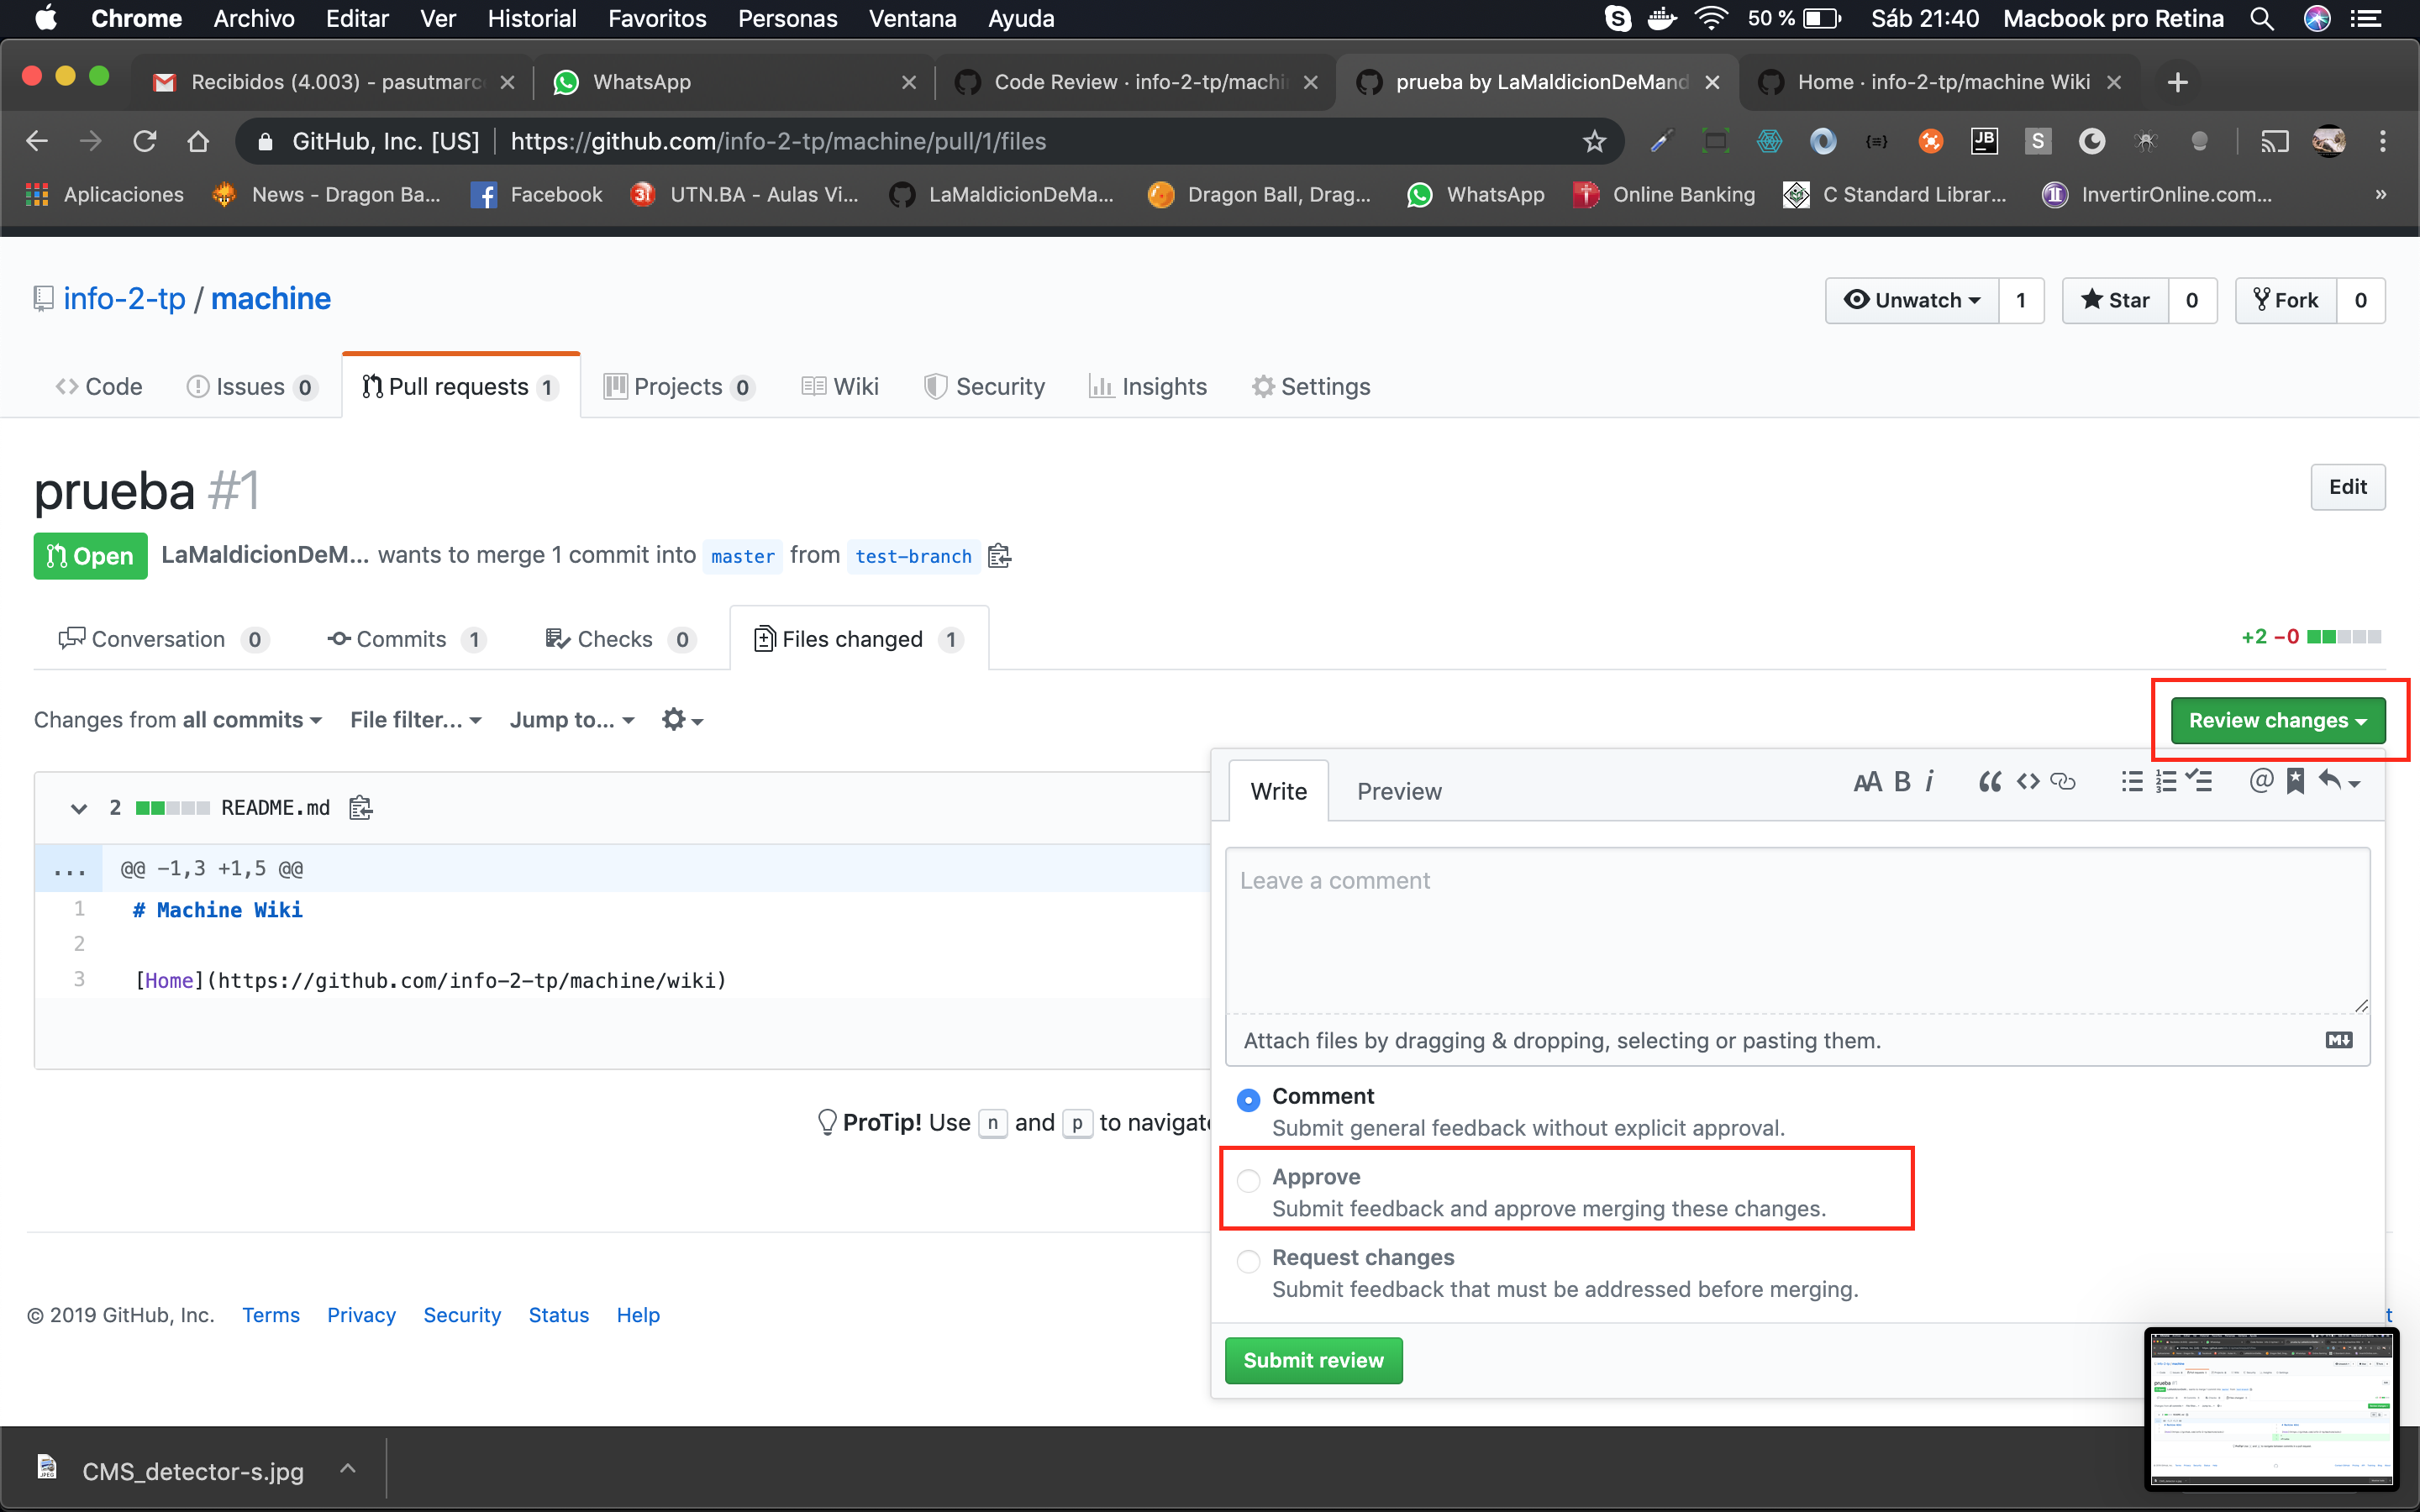 Chrome Archivo Editar Ver Historial Favoritos Personas Ventana Ayuda 50 % Sáb 21:40 Macbook pro Retina
Recibidos (4.003) - pasutmarc WhatsApp Code Review · info-2-tp/machi prueba by LaMaldicionDeMand Home · info-2-tp/machine Wiki
GitHub, Inc. [US] https://github.com/info-2-tp/machine/pull/1/files
Aplicaciones News - Dragon Ba... Facebook UTN.BA - Aulas Vi... LaMaldicionDeMa... Dragon Ball, Drag... WhatsApp Online Banking C Standard Librar... InvertirOnline.com... »
info-2-tp / machine Unwatch 1 Star 0 Fork 0
Code Issues 0 Pull requests 1 Projects 0 Wiki Security Insights Settings
prueba #1 Edit
Open LaMaldicionDeM... wants to merge 1 commit into master from test-branch
Conversation 0 Commits 1 Checks 0 Files changed 1 +2 −0
Changes from all commits File filter... Jump to... Review changes
Write Preview
2 README.md
... @@ -1,3 +1,5 @@
1 # Machine Wiki
2
3 [Home](https://github.com/info-2-tp/machine/wiki)
Leave a comment
Attach files by dragging & dropping, selecting or pasting them.
Comment
Submit general feedback without explicit approval.
ProTip! Use n and p to navigate
Approve
Submit feedback and approve merging these changes.
Request changes
Submit feedback that must be addressed before merging.
© 2019 GitHub, Inc. Terms Privacy Security Status Help
Submit review
CMS_detector-s.jpg